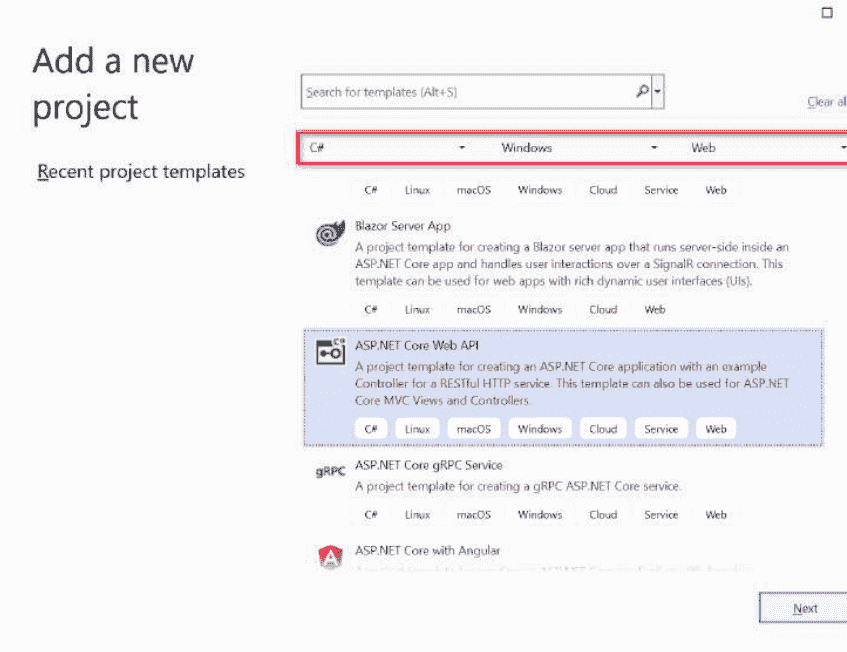 Add a new
project
Search for templates (Alt+S)
Clear al
Recent project templates
C# Windows Web
C# Linux macOS Windows Cloud Service Web
Blazor Server App
A project template for creating a Blazor server app that runs server-side inside an
ASP.NET Core app and handles user interactions over a SignalR connection. This
template can be used for web apps with rich dynamic user interfaces (UIs).
C# Linux macOS Windows Cloud Web
ASP.NET Core Web API
A project template for creating an ASP.NET Core application with an example
Controller for a RESTful HTTP service. This template can also be used for ASP.NET
Core MVC Views and Controllers.
C# Linux macOS Windows Cloud Service Web
gRPC ASP.NET Core gRPC Service
A project template for creating a gRPC ASP.NET Core service.
C# Linux macOS Windows Cloud Service Web
ASP.NET Core with Angular
Next